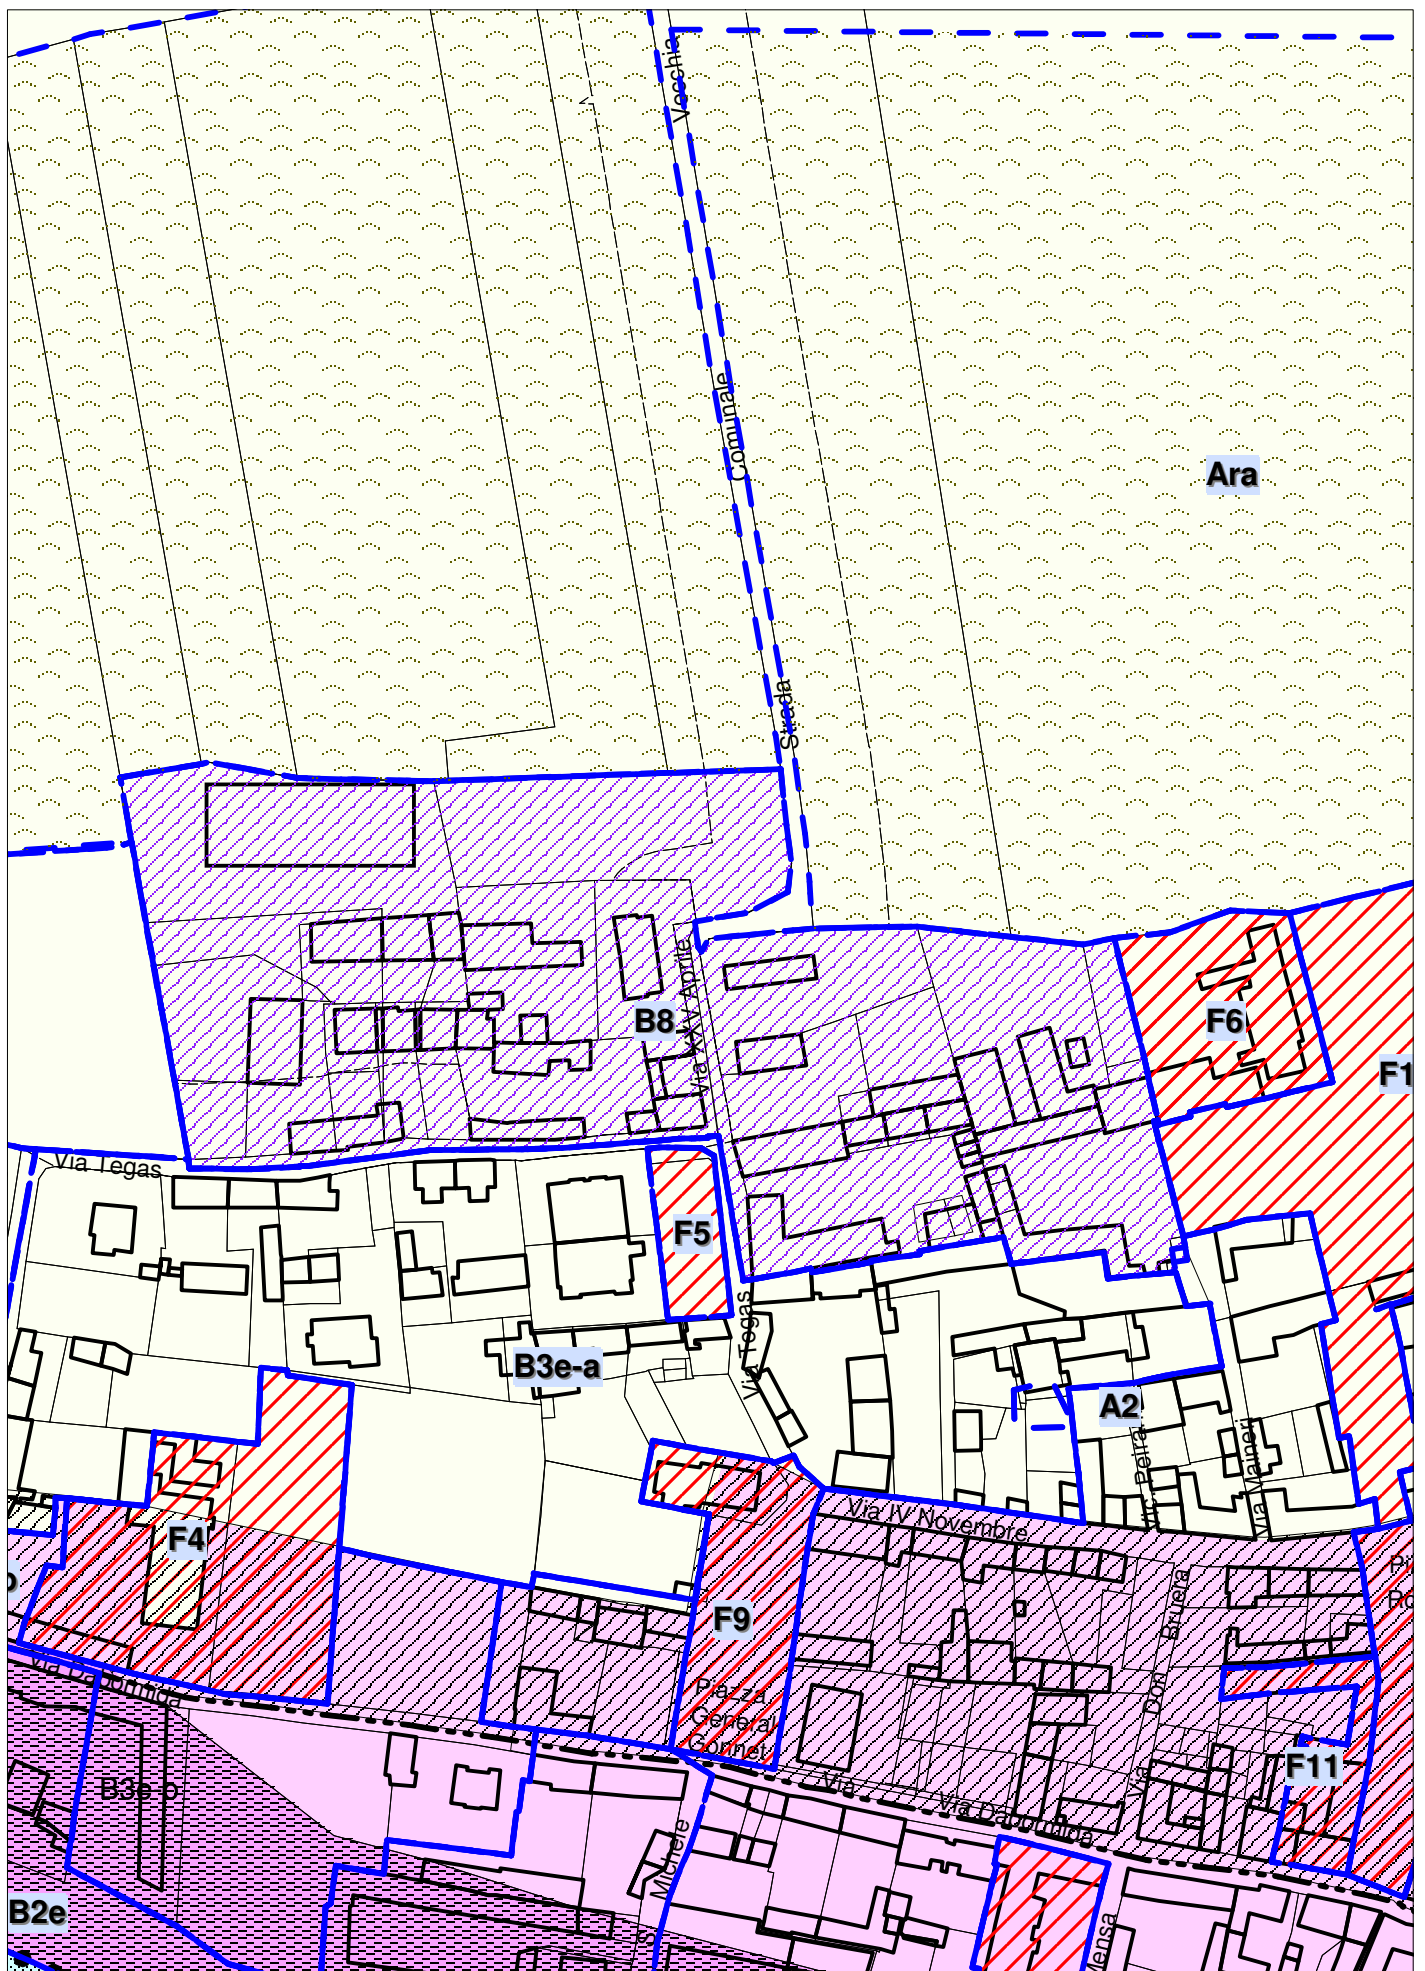 Vecchia
Comunale
Ara
Strada
Via XXV Aprile
B8
F6
F1
Via Tegas
F5
Via Tegas
B3e-a
A2
Peira
Via Maineri
Via IV Novembre
F4
F9
Via Don Bruera
Piazza
General
Gonnet
F11
Via Dabormida
B3e-b
Via
Via Dabormida
Michele
B2e
S
Mensa